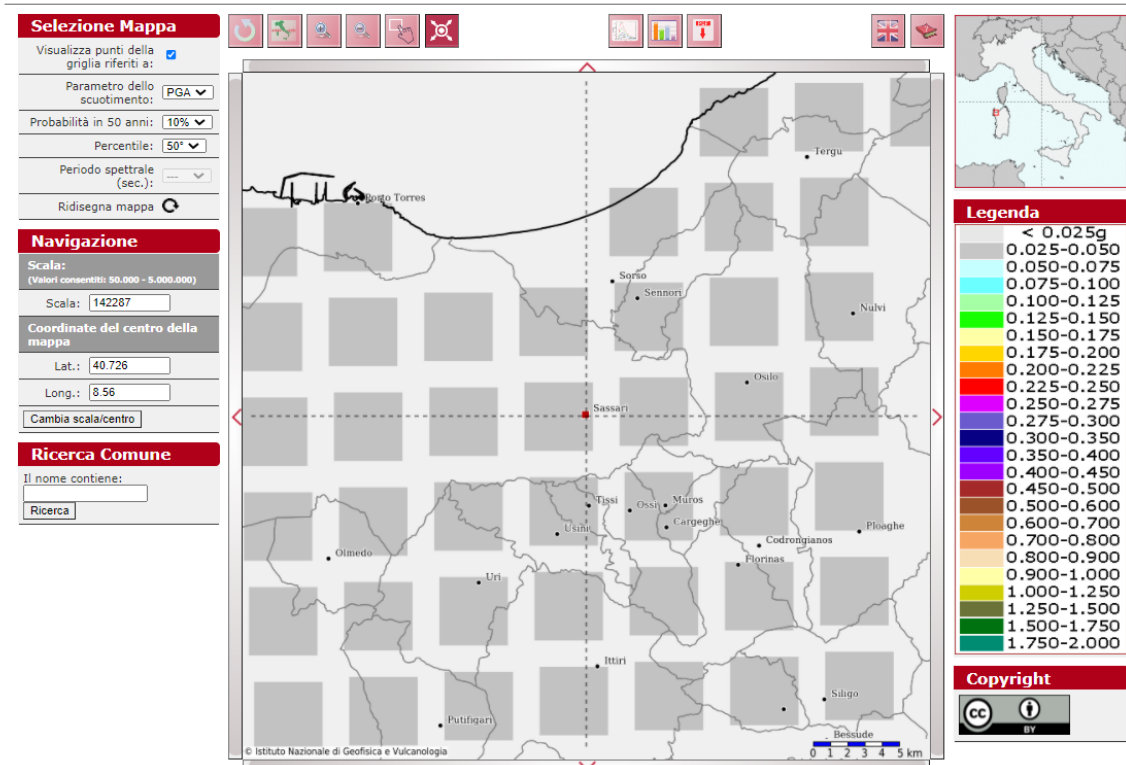 Selezione Mappa
Visualizza punti della
griglia riferiti a:
Parametro dello
scuotimento:
PGA
Probabilità in 50 anni:
10%
Percentile:
50°
Periodo spettrale
(sec.):
---
Ridisegna mappa
Navigazione
Scala:
(Valori consentiti: 50.000 - 5.000.000)
Scala:
142287
Coordinate del centro della
mappa
Lat.:
40.726
Long.:
8.56
Cambia scala/centro
Ricerca Comune
Il nome contiene:
Ricerca
Tergu
Porto Torres
Sorso
Sennori
Nulvi
Osilo
Sassari
Tissi
Ossi
Muros
Usini
Cargeghe
Ploaghe
Codrongianos
Olmedo
Florinas
Uri
Ittiri
Siligo
Putifigari
Bessude
© Istituto Nazionale di Geofisica e Vulcanologia
0 1 2 3 4 5 km
Legenda
< 0.025g
0.025-0.050
0.050-0.075
0.075-0.100
0.100-0.125
0.125-0.150
0.150-0.175
0.175-0.200
0.200-0.225
0.225-0.250
0.250-0.275
0.275-0.300
0.300-0.350
0.350-0.400
0.400-0.450
0.450-0.500
0.500-0.600
0.600-0.700
0.700-0.800
0.800-0.900
0.900-1.000
1.000-1.250
1.250-1.500
1.500-1.750
1.750-2.000
Copyright
cc
BY